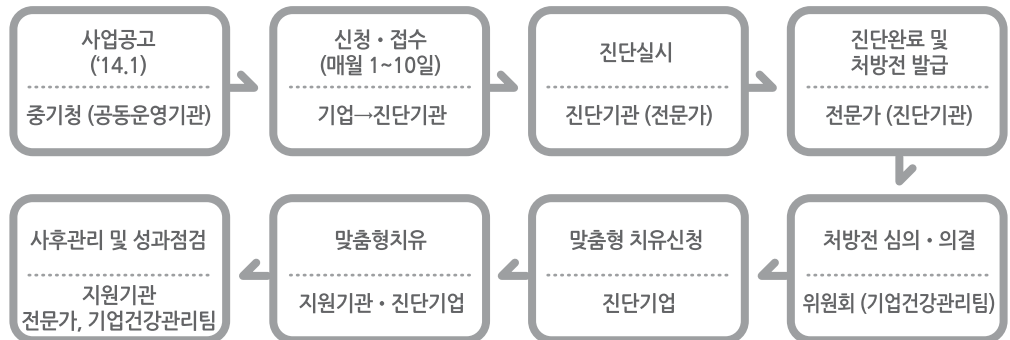 사업공고
(‘14.1)
중기청 (공동운영기관)
신청・접수
(매월 1~10일)
기업→진단기관
진단실시
진단기관 (전문가)
진단완료 및
처방전 발급
전문가 (진단기관)
처방전 심의・의결
위원회 (기업건강관리팀)
맞춤형 치유신청
진단기업
맞춤형치유
지원기관・진단기업
사후관리 및 성과점검
지원기관
전문가, 기업건강관리팀